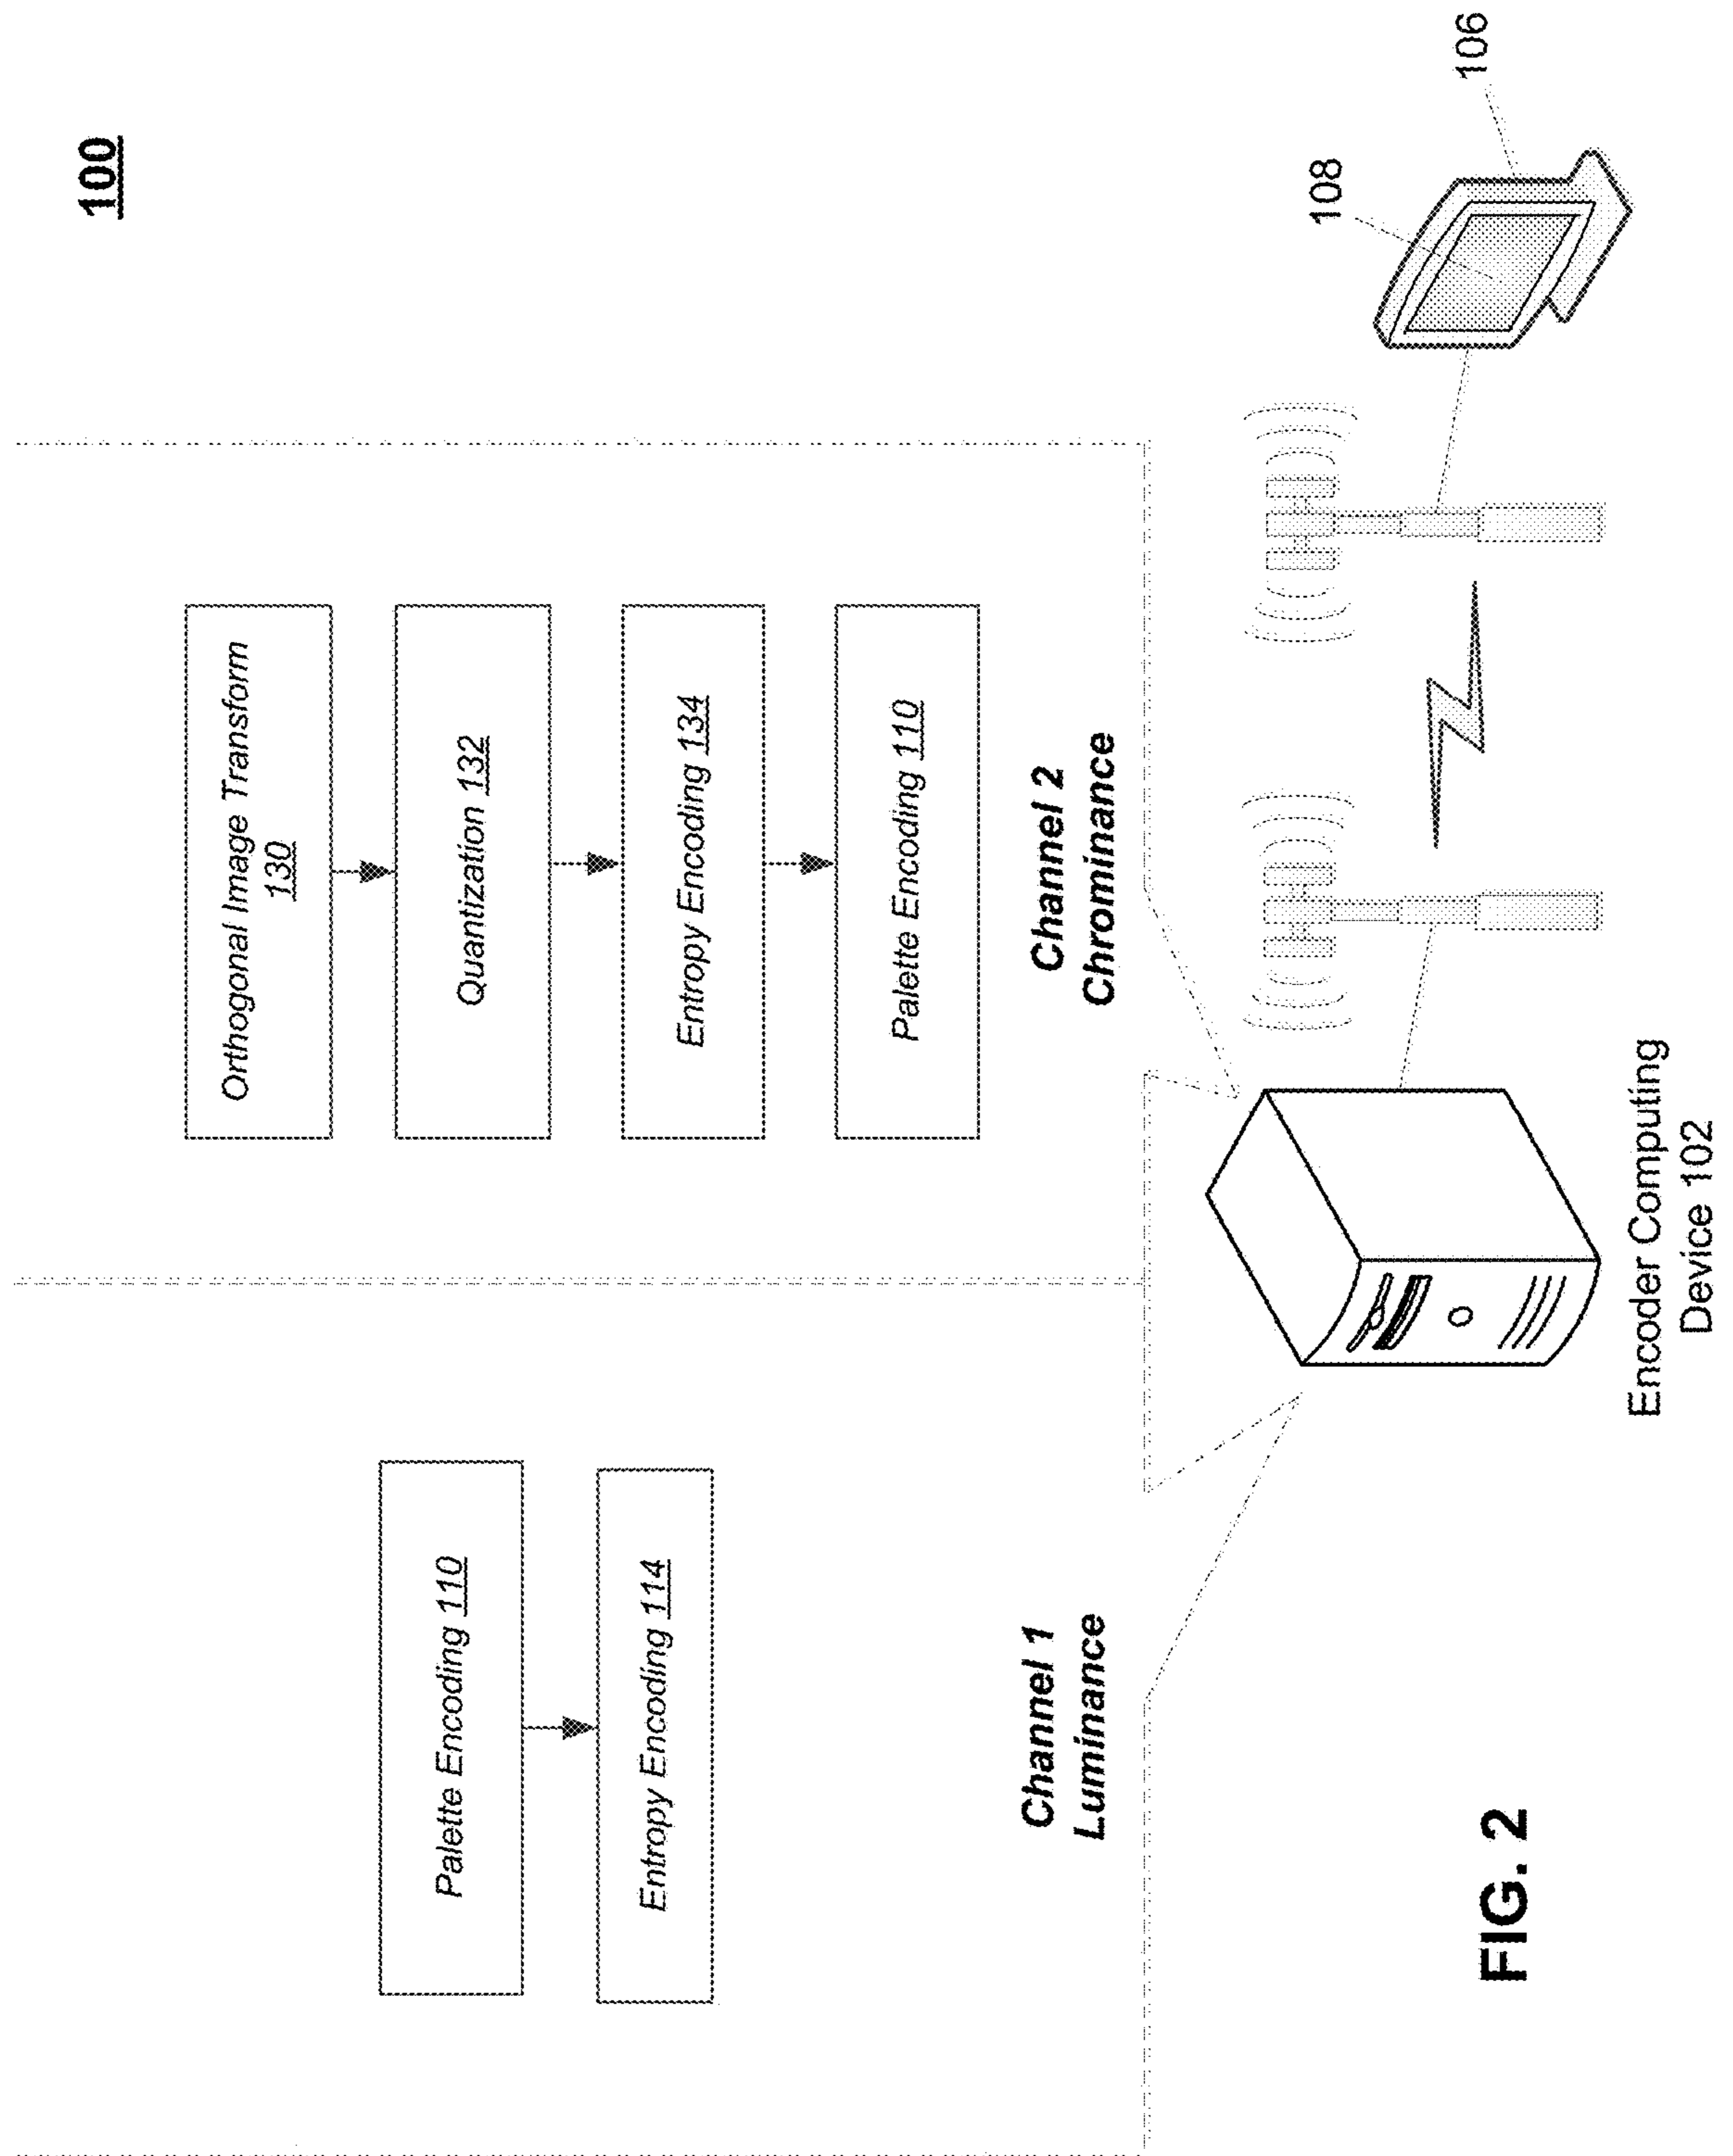 100
Palette Encoding 110
Entropy Encoding 114
Channel 1
Luminance
Orthogonal Image Transform
130
Quantization 132
Entropy Encoding 134
Palette Encoding 110
Channel 2
Chrominance
108
106
Encoder Computing
Device 102
FIG. 2